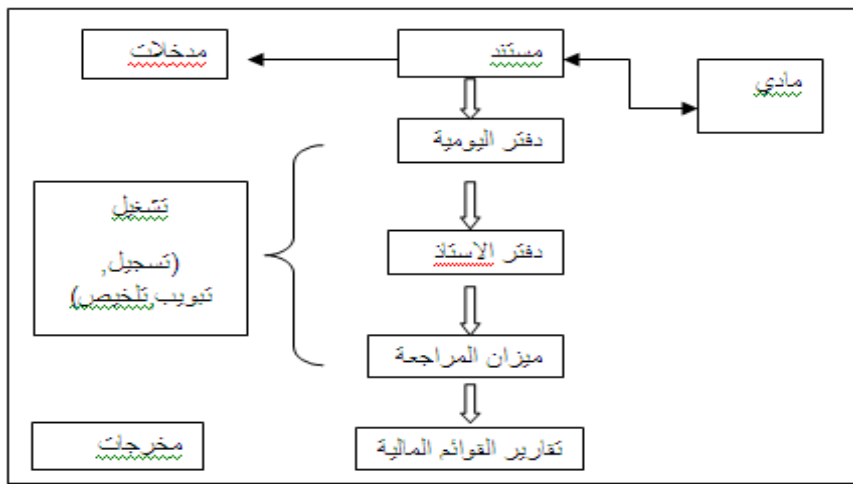 مستند
مدخلات
مادي
دفتر اليومية
تشغيل
(تسجيل,
تبويب,تلخيص)
دفتر الاستاذ
ميزان المراجعة
تقارير القوائم المالية
مخرجات